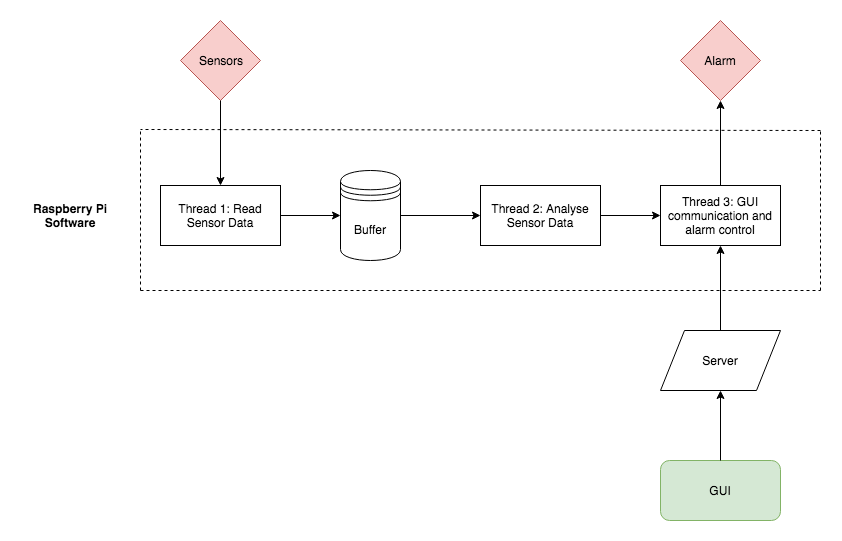 Sensors
Alarm
Raspberry Pi
Software
Thread 1: Read
Sensor Data
Buffer
Thread 2: Analyse
Sensor Data
Thread 3: GUI
communication and
alarm control
Server
GUI